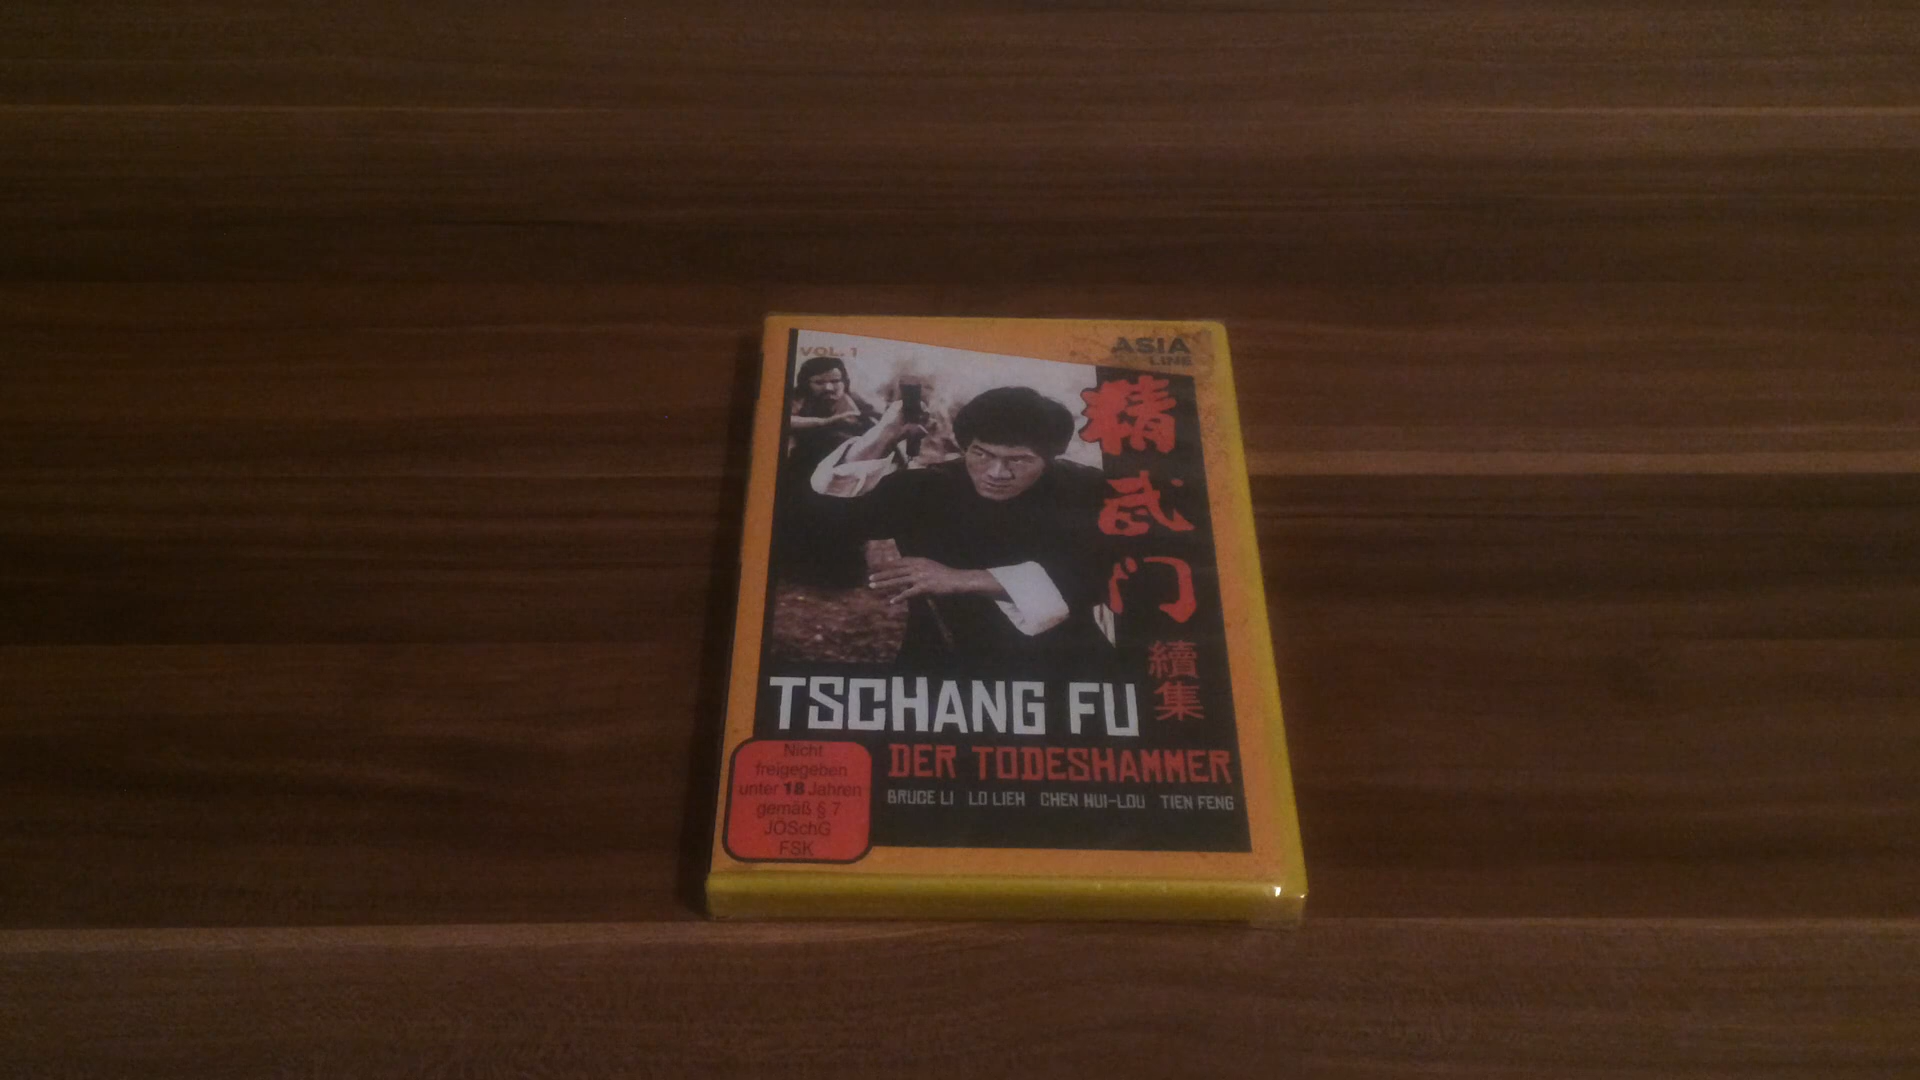 VOL. 1
ASIA
LINE
精武门
續集
TSCHANG FU
DER TODESHAMMER
BRUCE LI LO LIEH CHEN HUI-LOU TIEN FENG
Nicht
freigegeben
unter 18 Jahren
gemäß § 7
JÖSchG
FSK